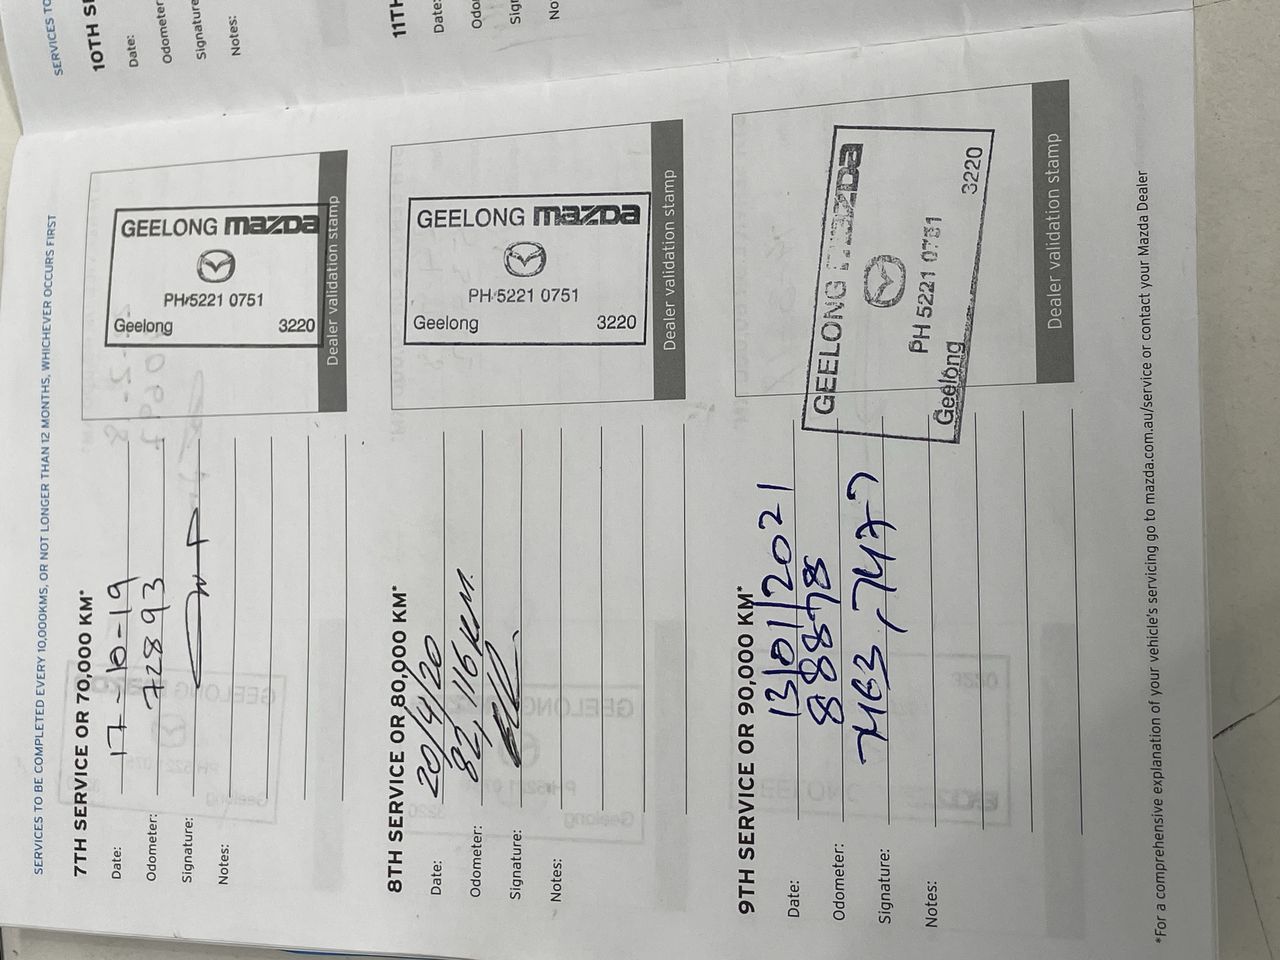 SERVICES TO BE COMPLETED EVERY 10,000KMS, OR NOT LONGER THAN 12 MONTHS, WHICHEVER OCCURS FIRST
7TH SERVICE OR 70,000 KM*
Date: 17-10-19
Odometer: 72893
Signature:
Notes:
GEELONG mazda
PH 5221 0751
Geelong 3220
Dealer validation stamp
8TH SERVICE OR 80,000 KM*
Date: 20/4/20
Odometer: 82,116 KM.
Signature:
Notes:
GEELONG mazda
PH 5221 0751
Geelong 3220
Dealer validation stamp
9TH SERVICE OR 90,000 KM*
Date: 13/01/2021
Odometer: 88878
Signature:
Notes:
GEELONG mazda
PH 5221 0751
Geelong 3220
Dealer validation stamp
*For a comprehensive explanation of your vehicle's servicing go to mazda.com.au/service or contact your Mazda Dealer
SERVICES TO
10TH SE
Date:
Odometer
Signature:
Notes:
11TH
Date: